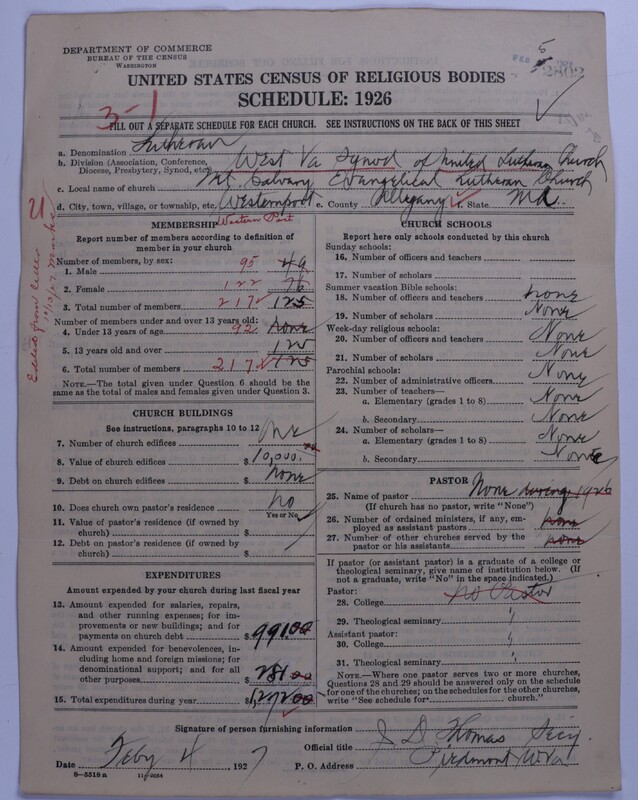 DEPARTMENT OF COMMERCE
BUREAU OF THE CENSUS
WASHINGTON
5
2802
UNITED STATES CENSUS OF RELIGIOUS BODIES
SCHEDULE: 1926
3-1
FILL OUT A SEPARATE SCHEDULE FOR EACH CHURCH. SEE INSTRUCTIONS ON THE BACK OF THIS SHEET
a. Denomination Lutheran
b. Division (Association, Conference, Diocese, Presbytery, Synod, etc.) West Va Synod of United Lutheran Church
c. Local name of church Mt. Calvary Evangelical Lutheran Church
d. City, town, village, or township, etc. Westernport e. County Allegany f. State Md.
Western Port
MEMBERSHIP
Report number of members according to definition of
member in your church
Number of members, by sex:
1. Male 95 49
2. Female 122 76
3. Total number of members 217 125
Number of members under and over 13 years old:
4. Under 13 years of age 92 none
5. 13 years old and over 125
6. Total number of members 217 125
NOTE.—The total given under Question 6 should be
the same as the total of males and females given under Question 3.
CHURCH BUILDINGS
See instructions, paragraphs 10 to 12
7. Number of church edifices One
8. Value of church edifices $ 10,000.
9. Debt on church edifices $ none
10. Does church own pastor's residence no
Yes or No
11. Value of pastor's residence (if owned by
church) $
12. Debt on pastor's residence (if owned by
church) $
EXPENDITURES
Amount expended by your church during last fiscal year
13. Amount expended for salaries, repairs,
and other running expenses; for im-
provements or new buildings; and for
payments on church debt $ 991.00
14. Amount expended for benevolences, in-
cluding home and foreign missions; for
denominational support; and for all
other purposes $ 281.00
15. Total expenditures during year $ 1,272.00
CHURCH SCHOOLS
Report here only schools conducted by this church
Sunday schools:
16. Number of officers and teachers
17. Number of scholars
Summer vacation Bible schools:
18. Number of officers and teachers none
19. Number of scholars None
Week-day religious schools:
20. Number of officers and teachers None
21. Number of scholars None
Parochial schools:
22. Number of administrative officers None
23. Number of teachers—
a. Elementary (grades 1 to 8) None
b. Secondary None
24. Number of scholars—
a. Elementary (grades 1 to 8) None
b. Secondary None
PASTOR
25. Name of pastor None during 1926
(If church has no pastor, write "None")
26. Number of ordained ministers, if any, em-
ployed as assistant pastors none
27. Number of other churches served by the
pastor or his assistants none
If pastor (or assistant pastor) is a graduate of a college or
theological seminary, give name of institution below. (If
not a graduate, write "No" in the space indicated.)
Pastor:
28. College no Pastor
29. Theological seminary "
Assistant pastor:
30. College "
31. Theological seminary "
NOTE.—Where one pastor serves two or more churches,
Questions 28 and 29 should be answered only on the schedule
for one of the churches; on the schedules for the other churches,
write "See schedule for church."
Signature of person furnishing information J D Thomas
Official title Secy.
Date Feby 4 1927 P. O. Address Piedmont W Va
8-5518 a